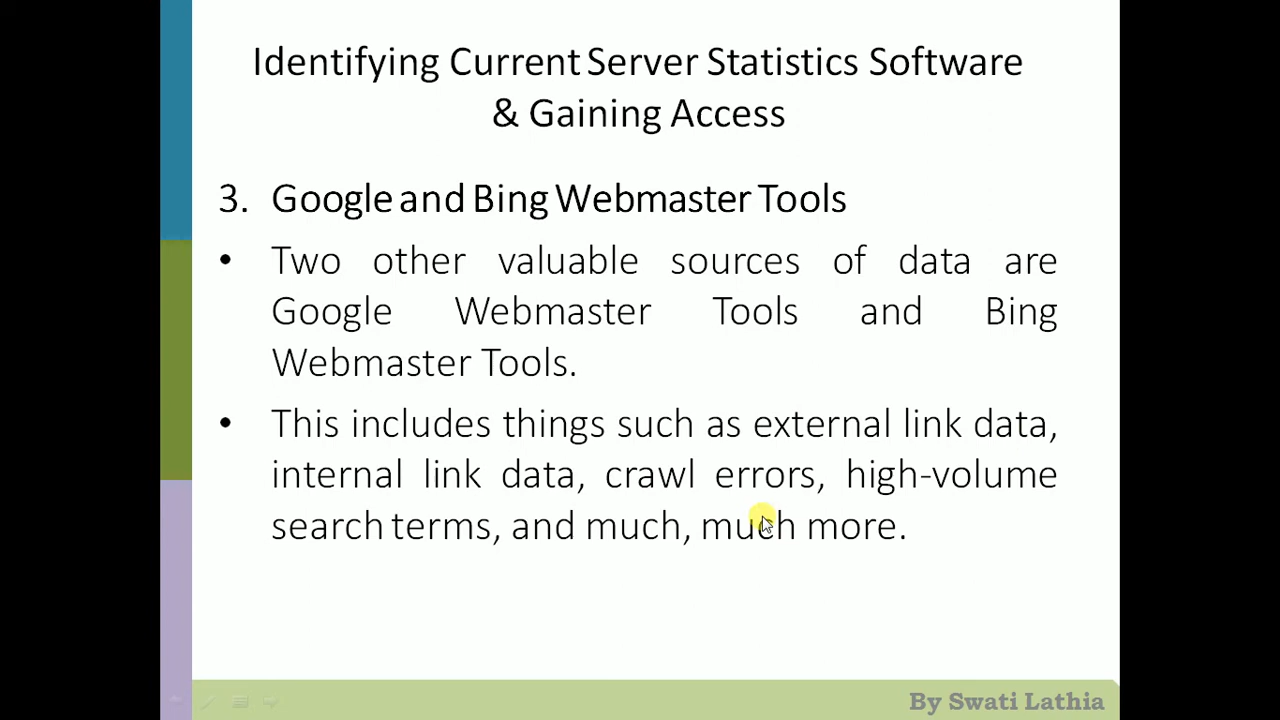 Identifying Current Server Statistics Software
& Gaining Access
3. Google and Bing Webmaster Tools
• Two other valuable sources of data are
Google Webmaster Tools and Bing
Webmaster Tools.
• This includes things such as external link data,
internal link data, crawl errors, high-volume
search terms, and much, much more.
By Swati Lathia